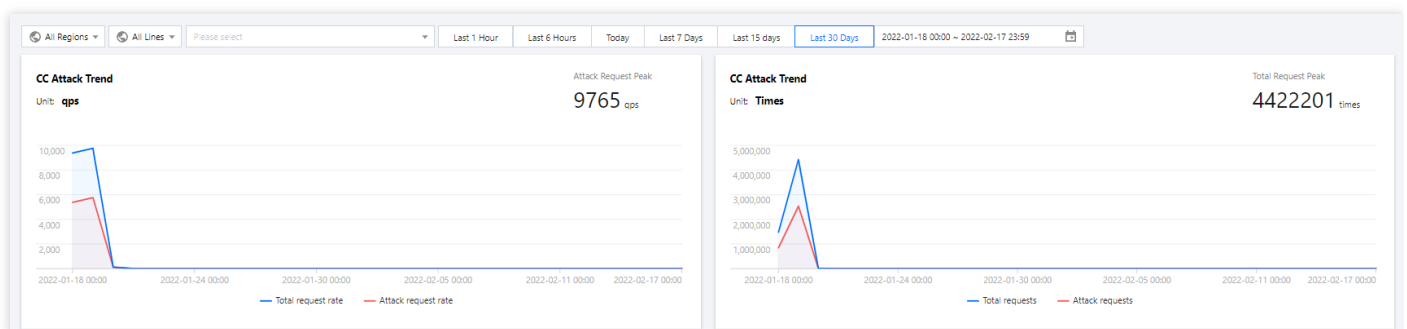 All Regions All Lines Please select Last 1 Hour Last 6 Hours Today Last 7 Days Last 15 days Last 30 Days 2022-01-18 00:00 ~ 2022-02-17 23:59
CC Attack Trend
Unit: qps
Attack Request Peak
9765 qps
10,000
8,000
6,000
4,000
2,000
2022-01-18 00:00 2022-01-24 00:00 2022-01-30 00:00 2022-02-05 00:00 2022-02-11 00:00 2022-02-17 00:00
Total request rate Attack request rate
CC Attack Trend
Unit: Times
Total Request Peak
4422201 times
5,000,000
4,000,000
3,000,000
2,000,000
1,000,000
2022-01-18 00:00 2022-01-24 00:00 2022-01-30 00:00 2022-02-05 00:00 2022-02-11 00:00 2022-02-17 00:00
Total requests Attack requests